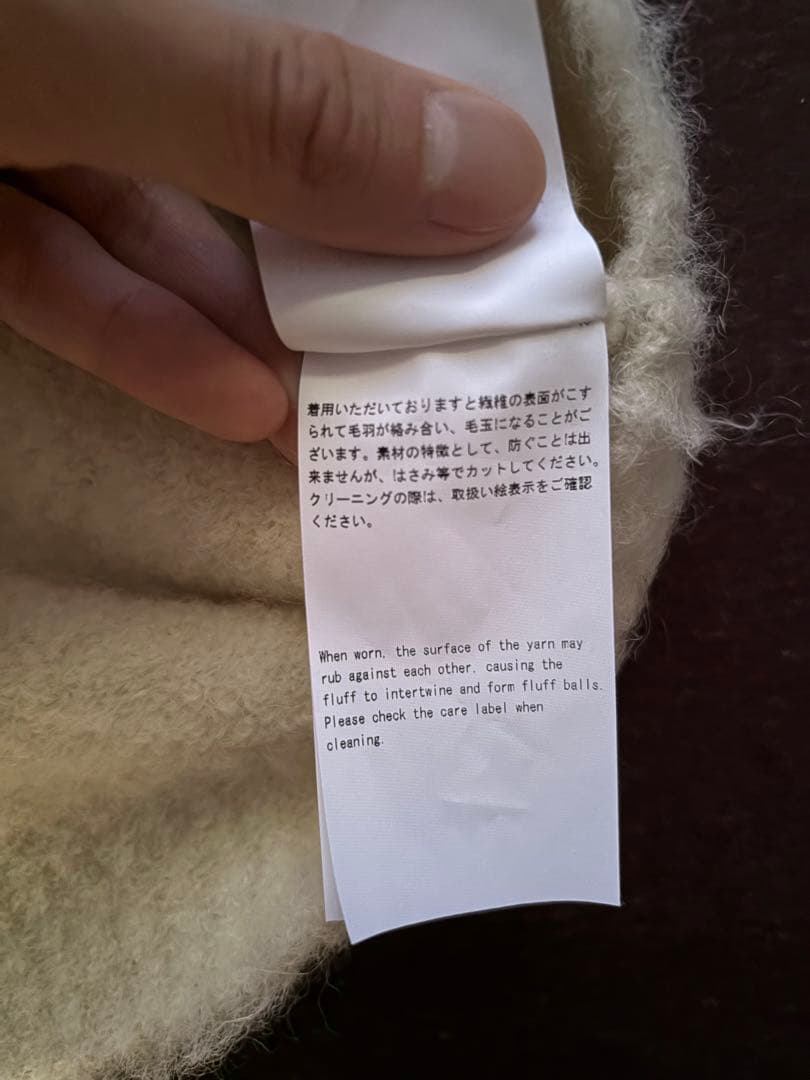 着用いただいておりますと繊維の表面がこす
られて毛羽が絡み合い、毛玉になることがご
ざいます。素材の特徴として、防ぐことは出
来ませんが、はさみ等でカットしてください。
クリーニングの際は、取扱い絵表示をご確認
ください。
When worn, the surface of the yarn may
rub against each other, causing the
fluff to intertwine and form fluff balls.
Please check the care label when
cleaning.